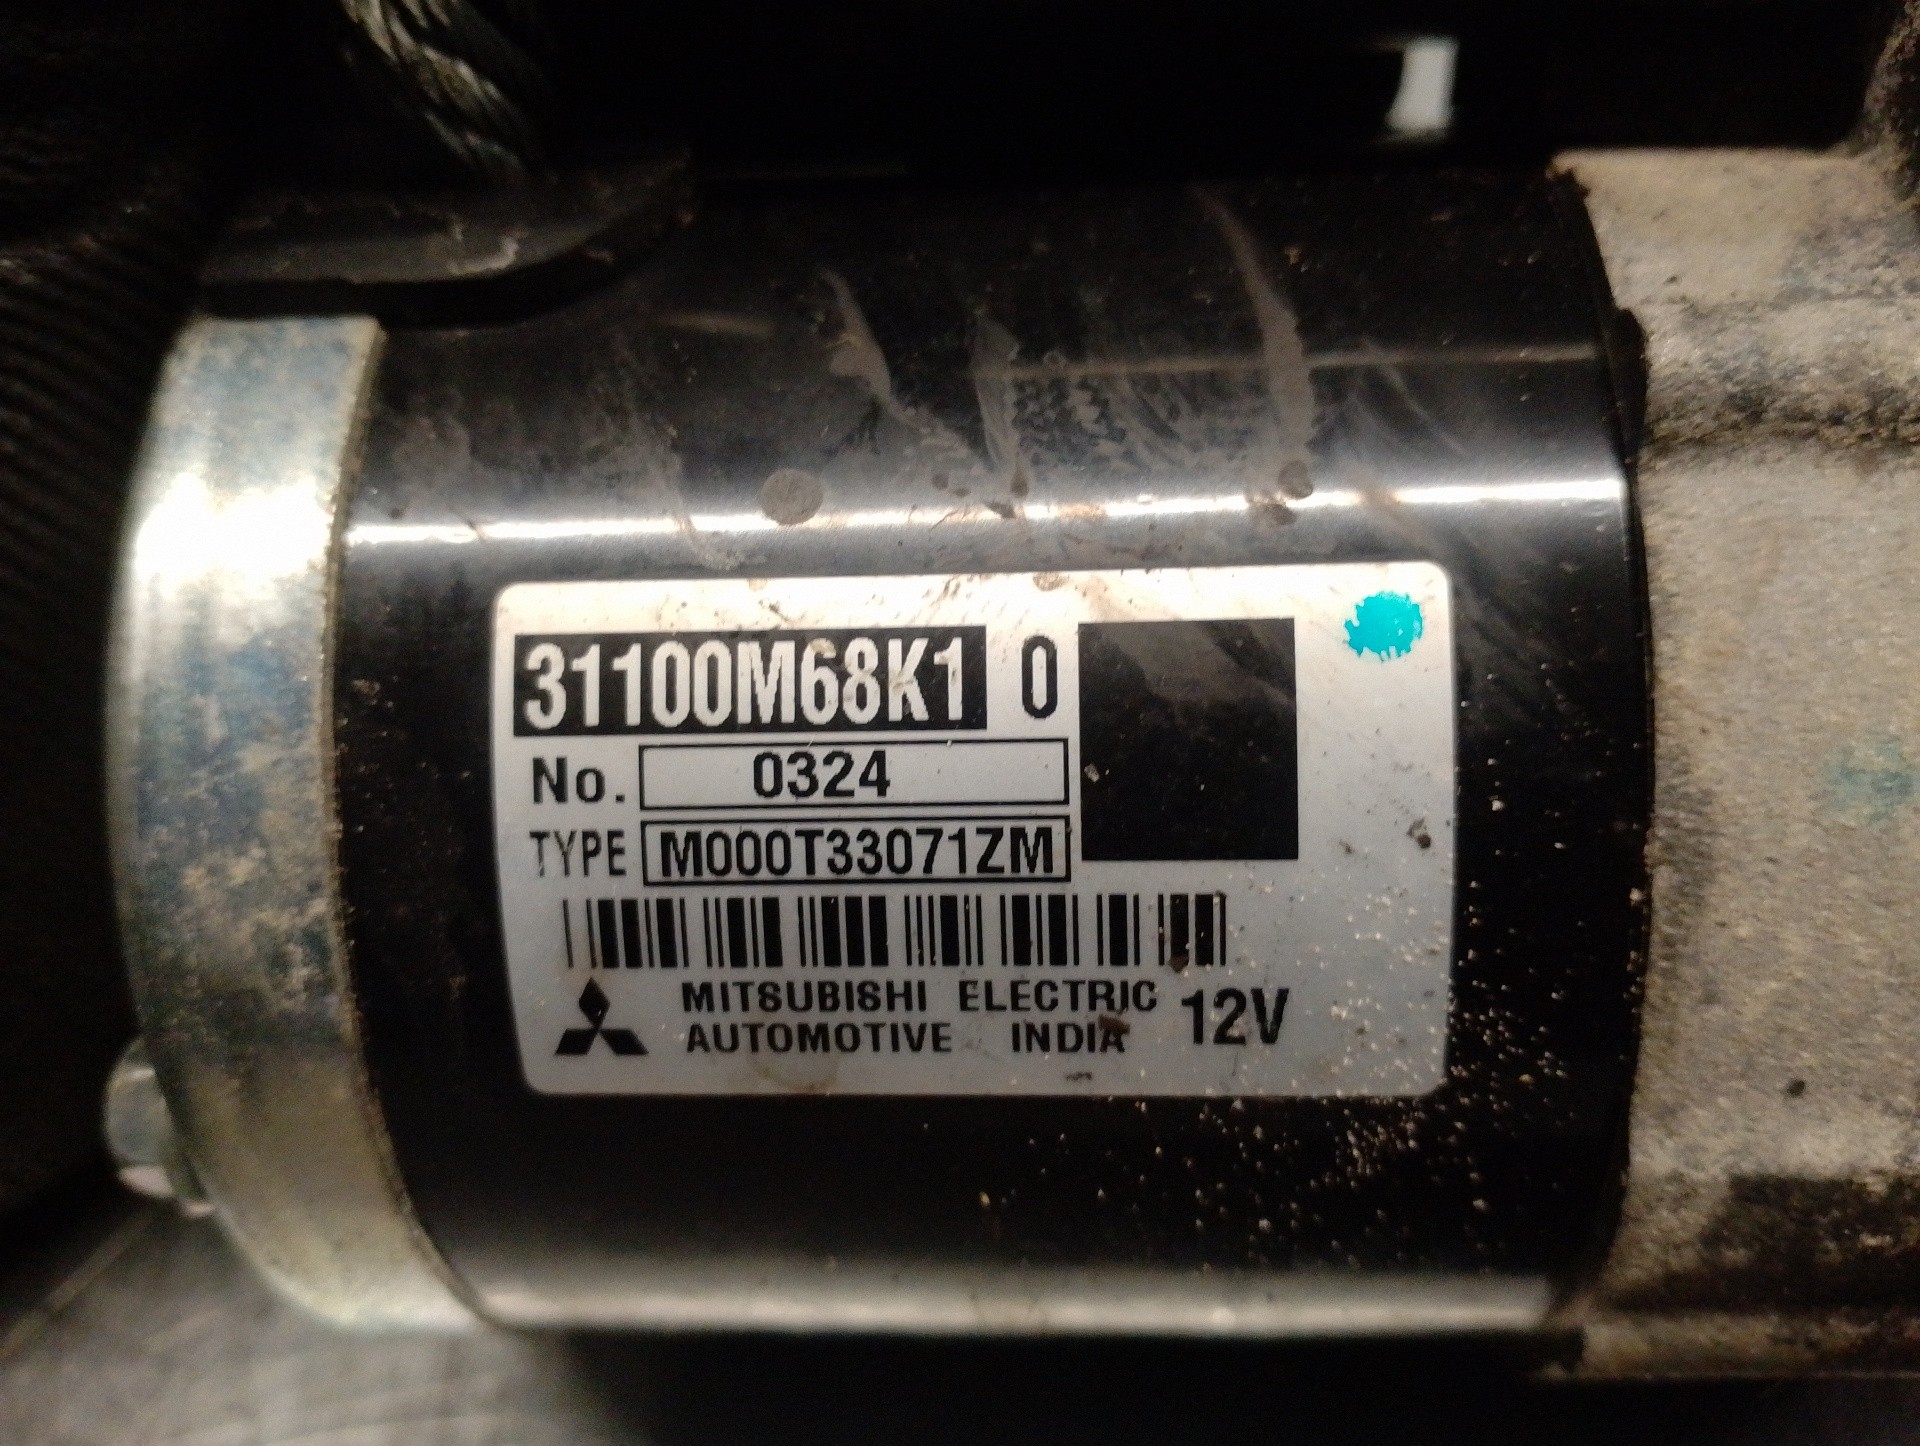 31100M68K1 0
No. 0324
TYPE M000T33071ZM
MITSUBISHI ELECTRIC
AUTOMOTIVE INDIA 12V